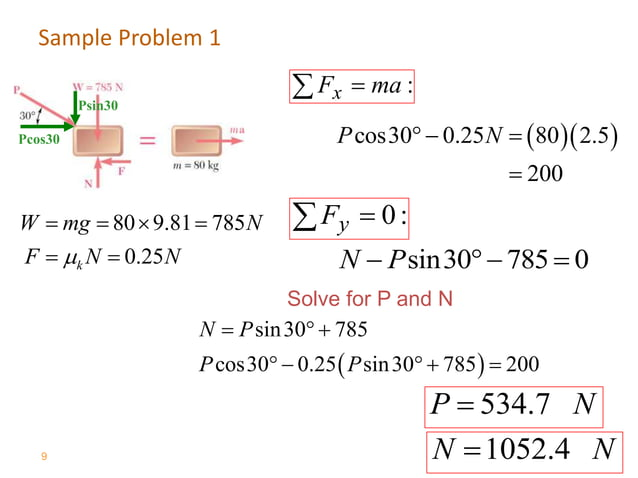 Sample Problem 1
P
W = 785 N
Psin30
30°
Pcos30
=
ma
F
m = 80 kg
N
∑Fx = ma :
Pcos30° − 0.25N = (80)(2.5)
= 200
W = mg = 80×9.81 = 785N
F = μkN = 0.25N
∑Fy = 0 :
N − Psin30° − 785 = 0
Solve for P and N
N = Psin30° + 785
Pcos30° − 0.25(Psin30° + 785) = 200
P = 534.7 N
N = 1052.4 N
9